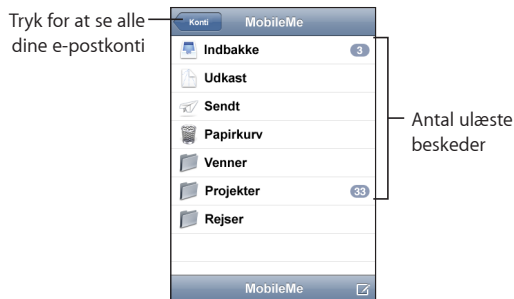 Tryk for at se alle
dine e-postkonti
Konti
MobileMe
Indbakke 3
Udkast
Sendt
Papirkurv
Venner
Projekter 33
Rejser
Antal ulæste
beskeder
MobileMe